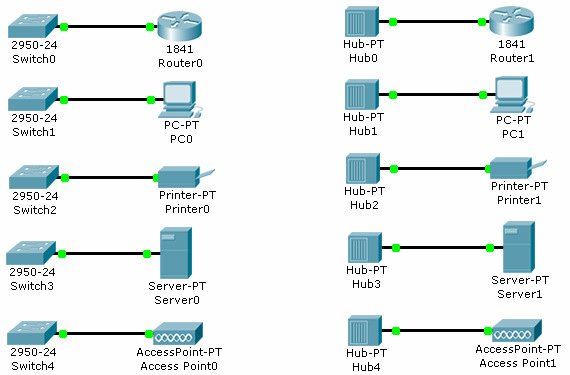 2950-24
Switch0
1841
Router0
Hub-PT
Hub0
1841
Router1
2950-24
Switch1
PC-PT
PC0
Hub-PT
Hub1
PC-PT
PC1
2950-24
Switch2
Printer-PT
Printer0
Hub-PT
Hub2
Printer-PT
Printer1
2950-24
Switch3
Server-PT
Server0
Hub-PT
Hub3
Server-PT
Server1
2950-24
Switch4
AccessPoint-PT
Access Point0
Hub-PT
Hub4
AccessPoint-PT
Access Point1